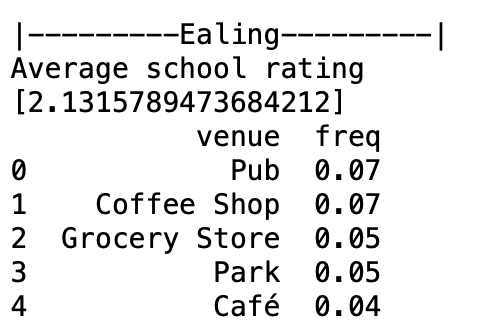 |---------Ealing---------|
Average school rating
[2.1315789473684212]
venue freq
0 Pub 0.07
1 Coffee Shop 0.07
2 Grocery Store 0.05
3 Park 0.05
4 Café 0.04